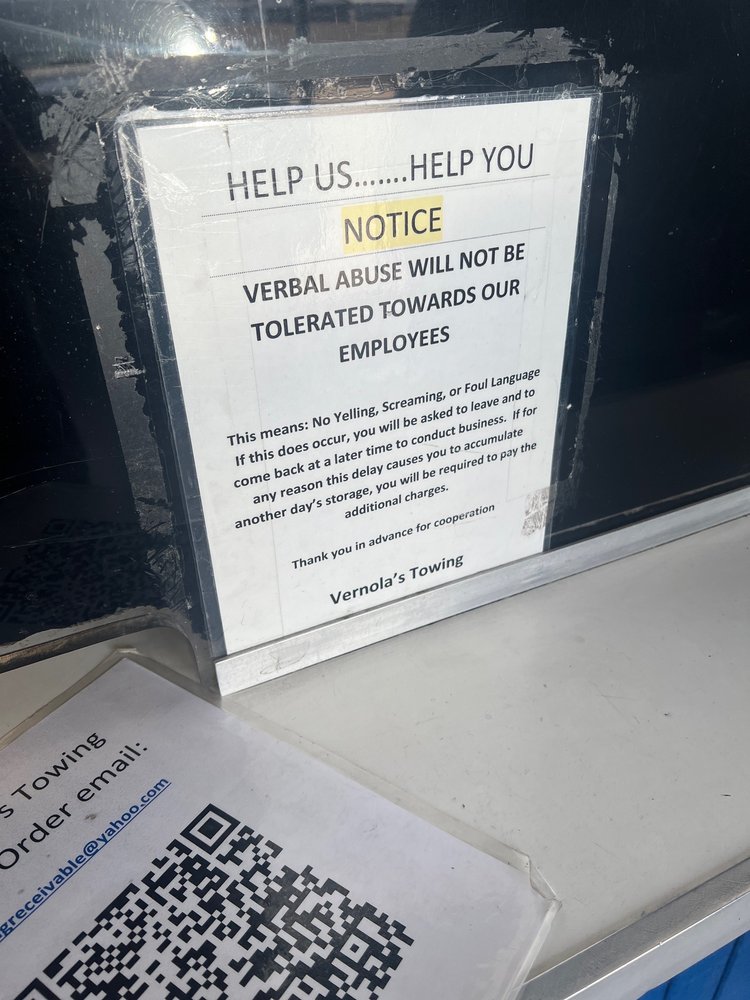 HELP US.......HELP YOU
NOTICE
VERBAL ABUSE WILL NOT BE
TOLERATED TOWARDS OUR
EMPLOYEES
This means: No Yelling, Screaming, or Foul Language
If this does occur, you will be asked to leave and to
come back at a later time to conduct business. If for
any reason this delay causes you to accumulate
another day's storage, you will be required to pay the
additional charges.
Thank you in advance for cooperation
Vernola's Towing
s Towing
Order email:
greceivable@yahoo.com